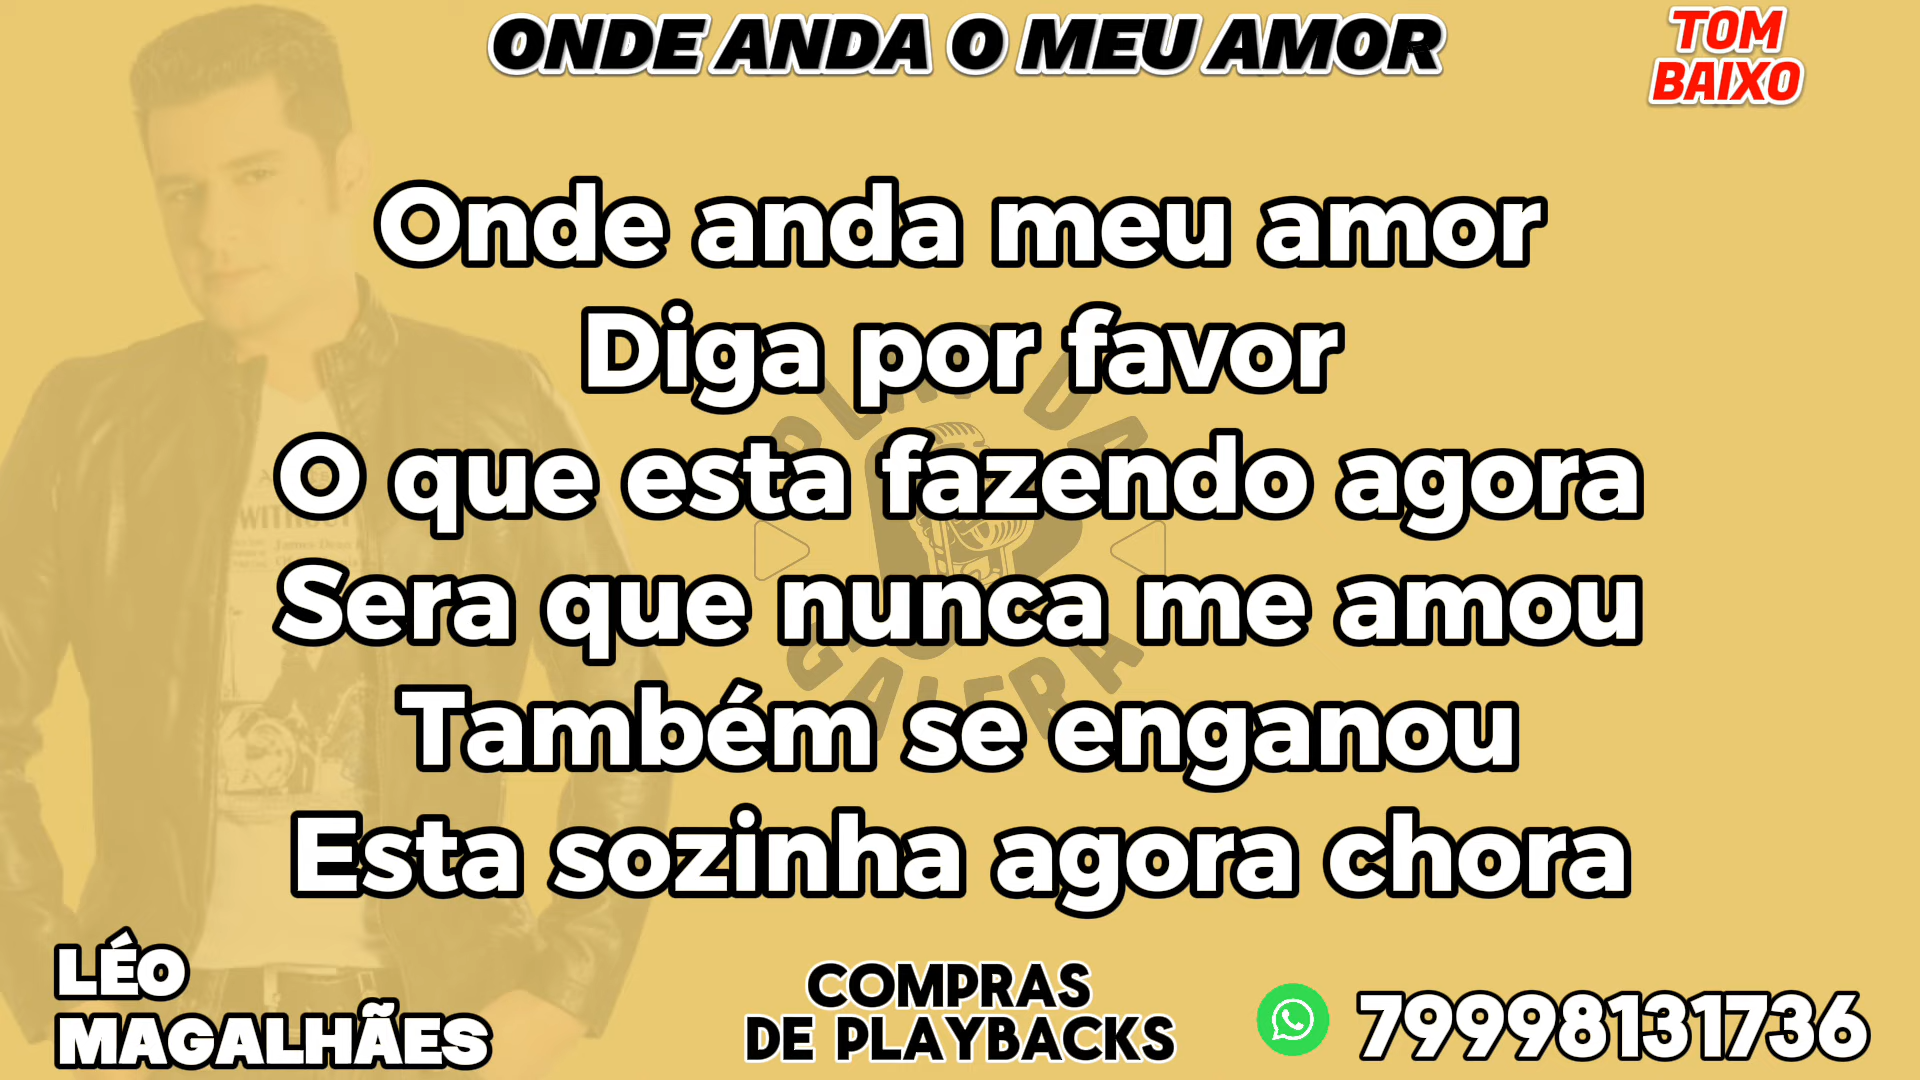 ONDE ANDA O MEU AMOR
TOM
BAIXO
Onde anda meu amor
Diga por favor
O que esta fazendo agora
Sera que nunca me amou
Também se enganou
Esta sozinha agora chora
LÉO
MAGALHÃES
COMPRAS
DE PLAYBACKS
79998131736